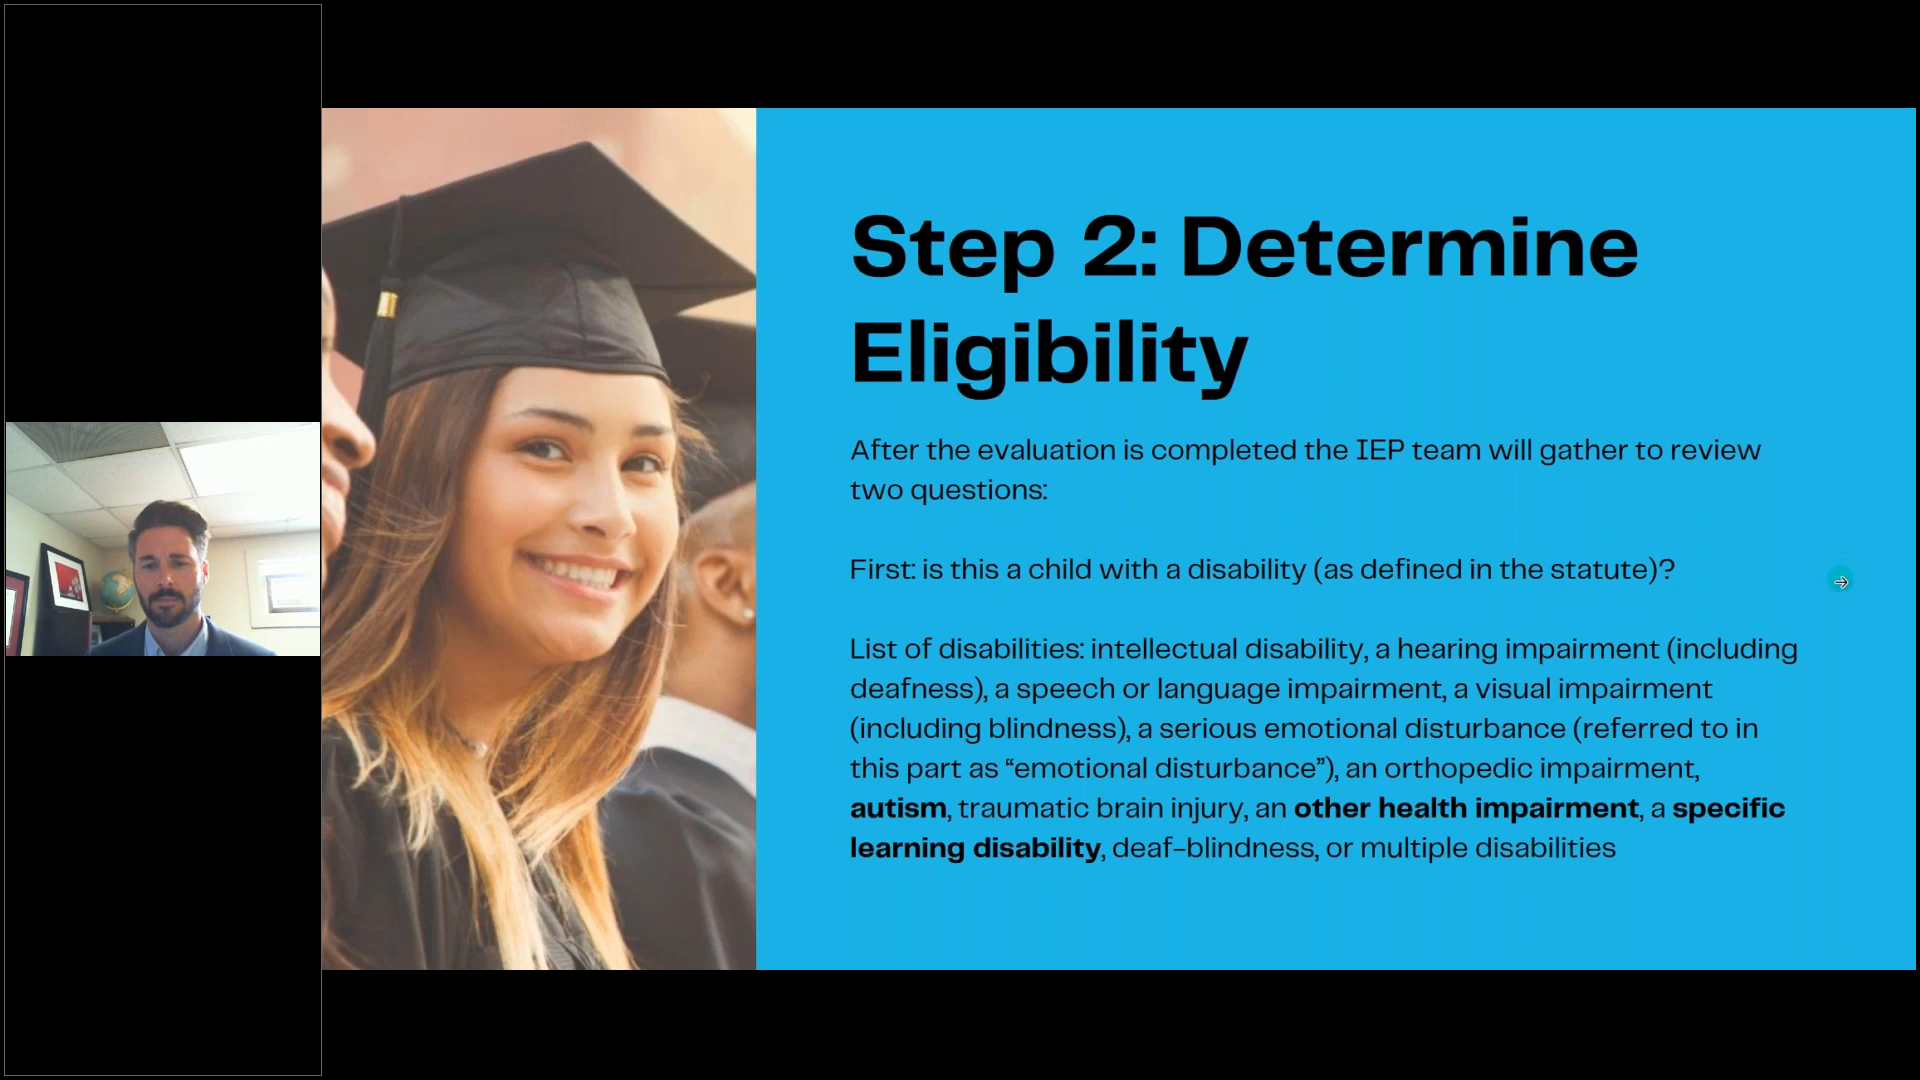 Step 2: Determine
Eligibility
After the evaluation is completed the IEP team will gather to review
two questions:
First: is this a child with a disability (as defined in the statute)?
List of disabilities: intellectual disability, a hearing impairment (including
deafness), a speech or language impairment, a visual impairment
(including blindness), a serious emotional disturbance (referred to in
this part as “emotional disturbance”), an orthopedic impairment,
autism, traumatic brain injury, an other health impairment, a specific
learning disability, deaf-blindness, or multiple disabilities